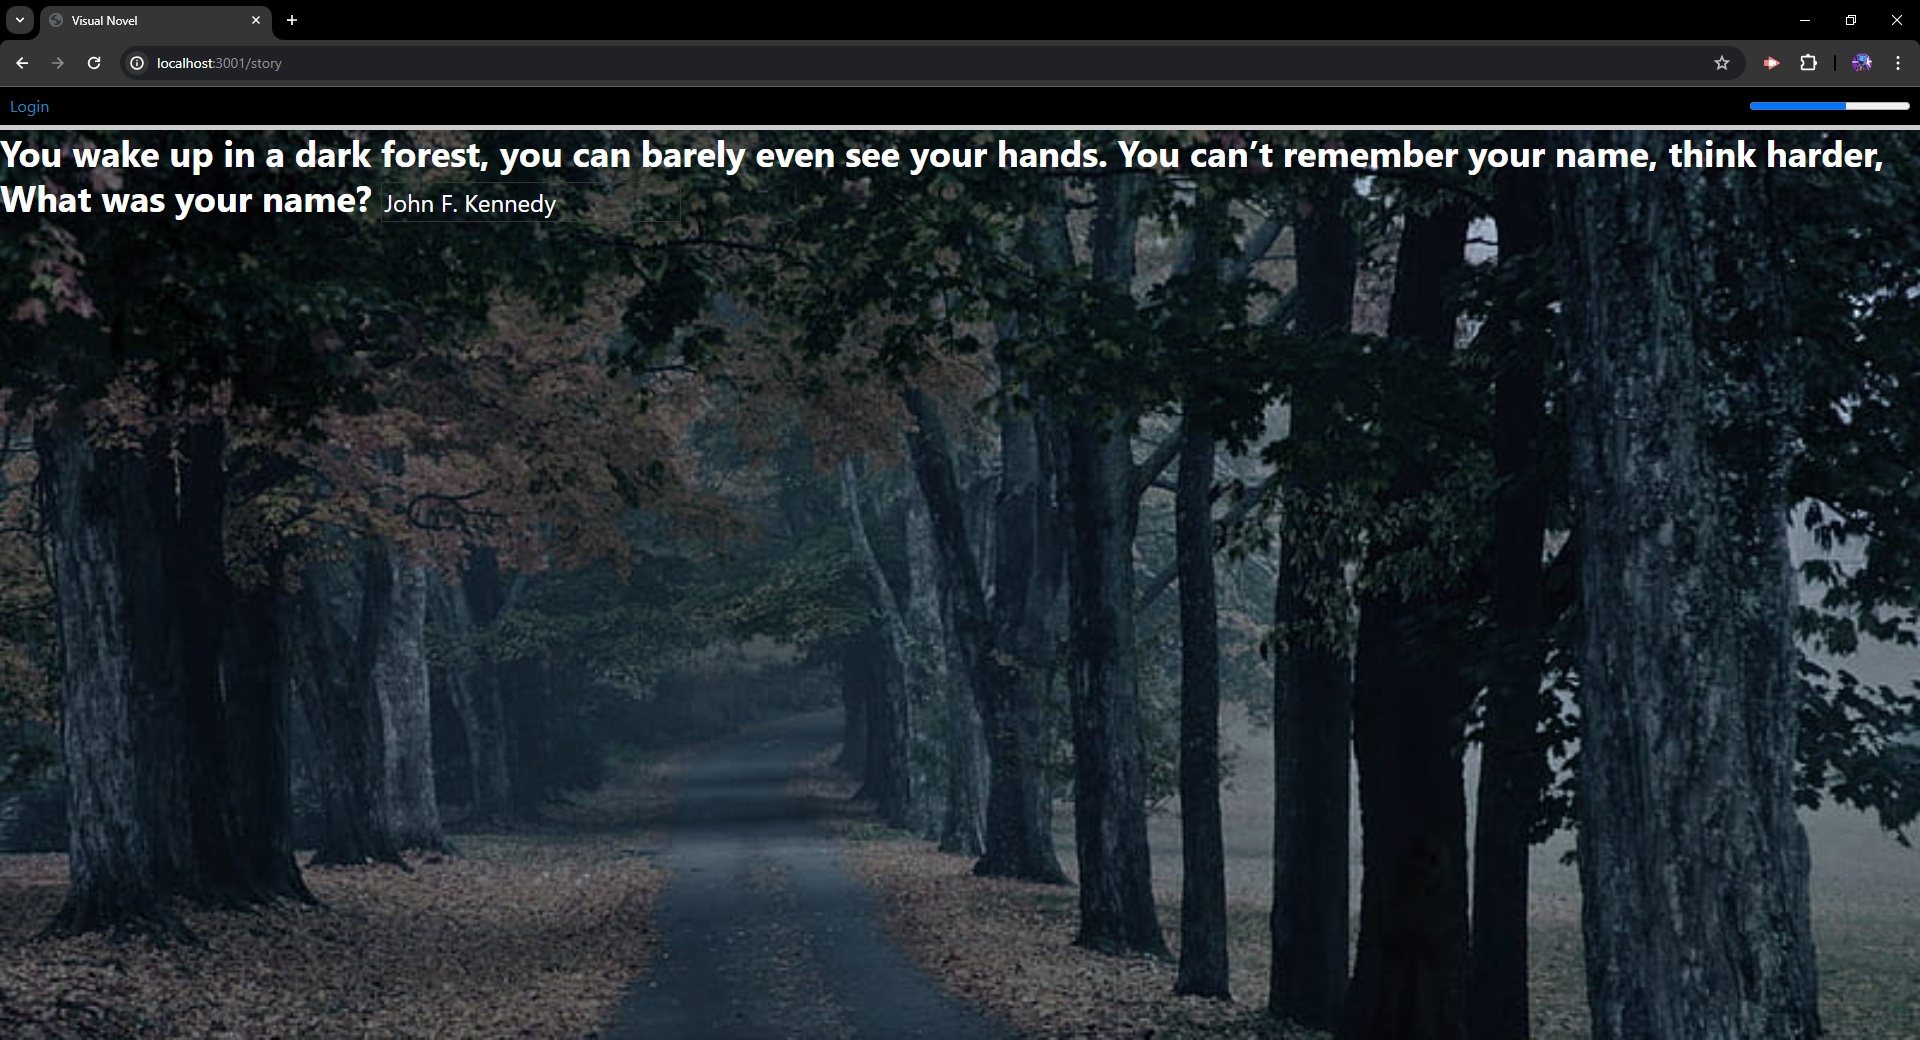 Visual Novel
localhost:3001/story
Login
You wake up in a dark forest, you can barely even see your hands. You can’t remember your name, think harder,
What was your name? John F. Kennedy